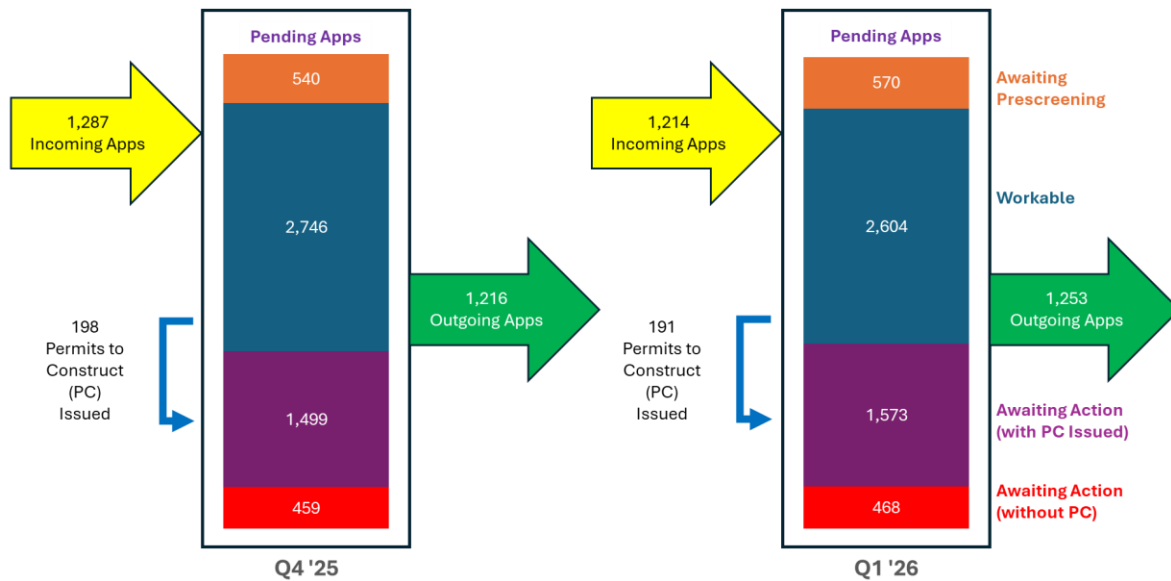 Pending Apps
540
1,287
Incoming Apps
2,746
1,216
Outgoing Apps
198
Permits to
Construct
(PC)
Issued
1,499
459
Q4 '25
Pending Apps
570
Awaiting
Prescreening
1,214
Incoming Apps
2,604
Workable
1,253
Outgoing Apps
191
Permits to
Construct
(PC)
Issued
1,573
Awaiting Action
(with PC Issued)
468
Awaiting Action
(without PC)
Q1 '26